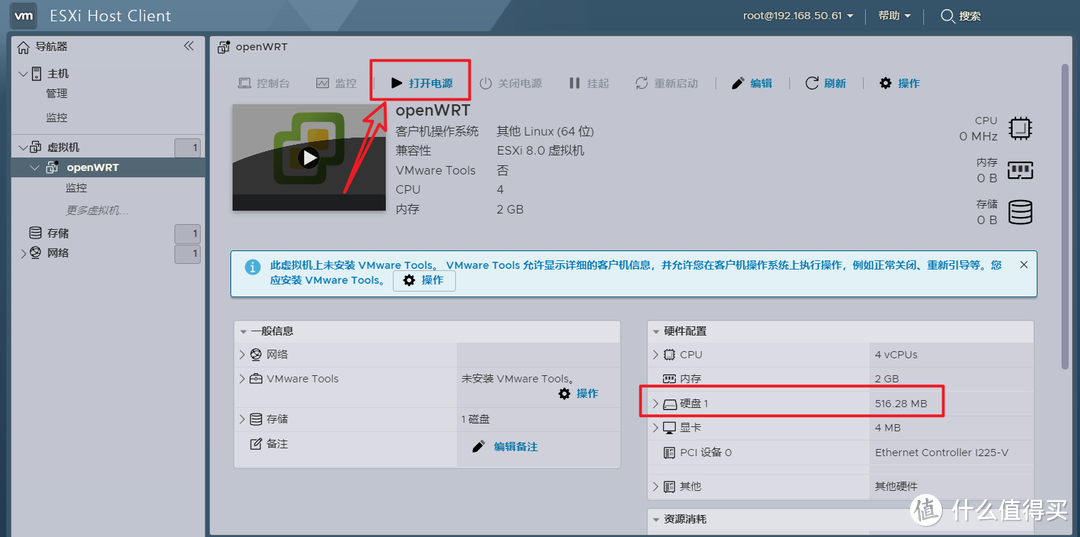 vm ESXi Host Client
root@192.168.50.61
帮助
搜索
导航器
主机
管理
监控
虚拟机 1
openWRT
监控
更多虚拟机...
存储 1
网络 1
openWRT
控制台
监控
打开电源
关闭电源
挂起
重新启动
编辑
刷新
操作
openWRT
客户机操作系统 其他 Linux (64 位)
兼容性 ESXi 8.0 虚拟机
VMware Tools 否
CPU 4
内存 2 GB
CPU
0 MHz
内存
0 B
存储
0 B
此虚拟机上未安装 VMware Tools。 VMware Tools 允许显示详细的客户机信息，并允许您在客户机操作系统上执行操作，例如正常关闭、重新引导等。您
应安装 VMware Tools。 操作
一般信息
网络
VMware Tools 未安装 VMware Tools。
操作
存储 1 磁盘
备注 编辑备注
硬件配置
CPU 4 vCPUs
内存 2 GB
硬盘 1 516.28 MB
显卡 4 MB
PCI 设备 0 Ethernet Controller I225-V
其他 其他硬件
资源消耗
值 什么值得买